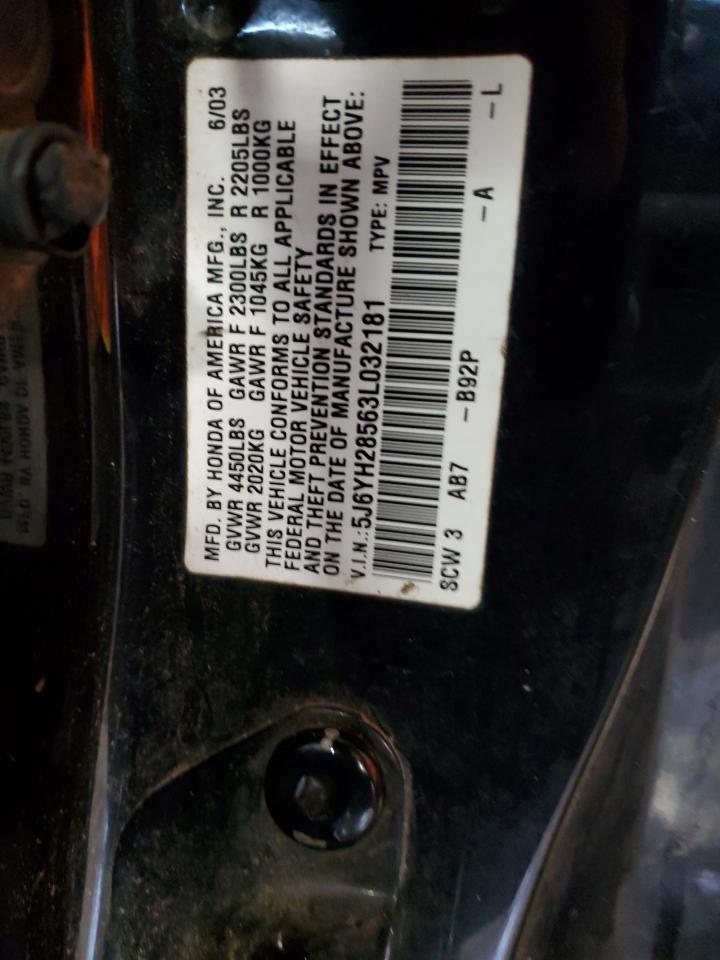 MFD. BY HONDA OF AMERICA MFG., INC. 6/03
GVWR 4450LBS GAWR F 2300LBS R 2205LBS
GVWR 2020KG GAWR F 1045KG R 1000KG
THIS VEHICLE CONFORMS TO ALL APPLICABLE
FEDERAL MOTOR VEHICLE SAFETY
AND THEFT PREVENTION STANDARDS IN EFFECT
ON THE DATE OF MANUFACTURE SHOWN ABOVE:
V.I.N.:5J6YH28563L032181 TYPE: MPV
SCW 3 AB7 -B92P -A -L